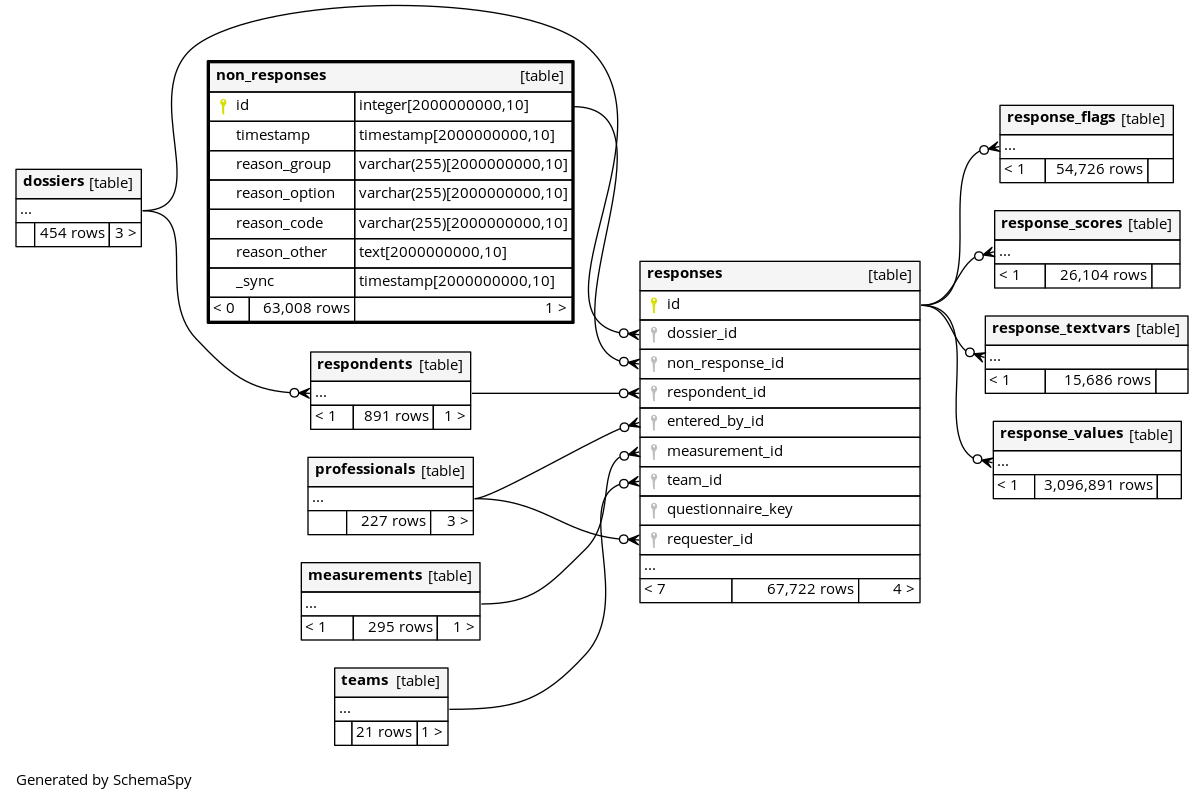 non_responses [table]
id integer[2000000000,10]
timestamp timestamp[2000000000,10]
reason_group varchar(255)[2000000000,10]
reason_option varchar(255)[2000000000,10]
reason_code varchar(255)[2000000000,10]
reason_other text[2000000000,10]
_sync timestamp[2000000000,10]
< 0 63,008 rows 1 >
dossiers [table]
...
454 rows 3 >
respondents [table]
...
< 1 891 rows 1 >
professionals [table]
...
227 rows 3 >
measurements [table]
...
< 1 295 rows 1 >
teams [table]
...
21 rows 1 >
responses [table]
id
dossier_id
non_response_id
respondent_id
entered_by_id
measurement_id
team_id
questionnaire_key
requester_id
...
< 7 67,722 rows 4 >
response_flags [table]
...
< 1 54,726 rows
response_scores [table]
...
< 1 26,104 rows
response_textvars [table]
...
< 1 15,686 rows
response_values [table]
...
< 1 3,096,891 rows
Generated by SchemaSpy